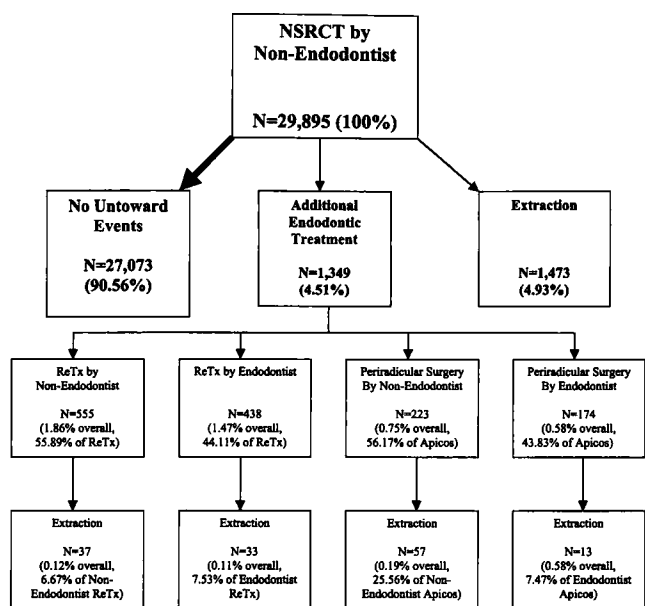 NSRCT by
Non-Endodontist
N=29,895 (100%)
No Untoward
Events
N=27,073
(90.56%)
Additional
Endodontic
Treatment
N=1,349
(4.51%)
Extraction
N=1,473
(4.93%)
ReTx by
Non-Endodontist
N=555
(1.86% overall,
55.89% of ReTx)
ReTx by Endodontist
N=438
(1.47% overall,
44.11% of ReTx)
Periradicular Surgery
By Non-Endodontist
N=223
(0.75% overall,
56.17% of Apicos)
Periradicular Surgery
By Endodontist
N=174
(0.58% overall,
43.83% of Apicos)
Extraction
N=37
(0.12% overall,
6.67% of Non-
Endodontist ReTx)
Extraction
N=33
(0.11% overall,
7.53% of Endodontist
ReTx)
Extraction
N=57
(0.19% overall,
25.56% of Non-
Endodontist Apicos)
Extraction
N=13
(0.58% overall,
7.47% of Endodontist
Apicos)